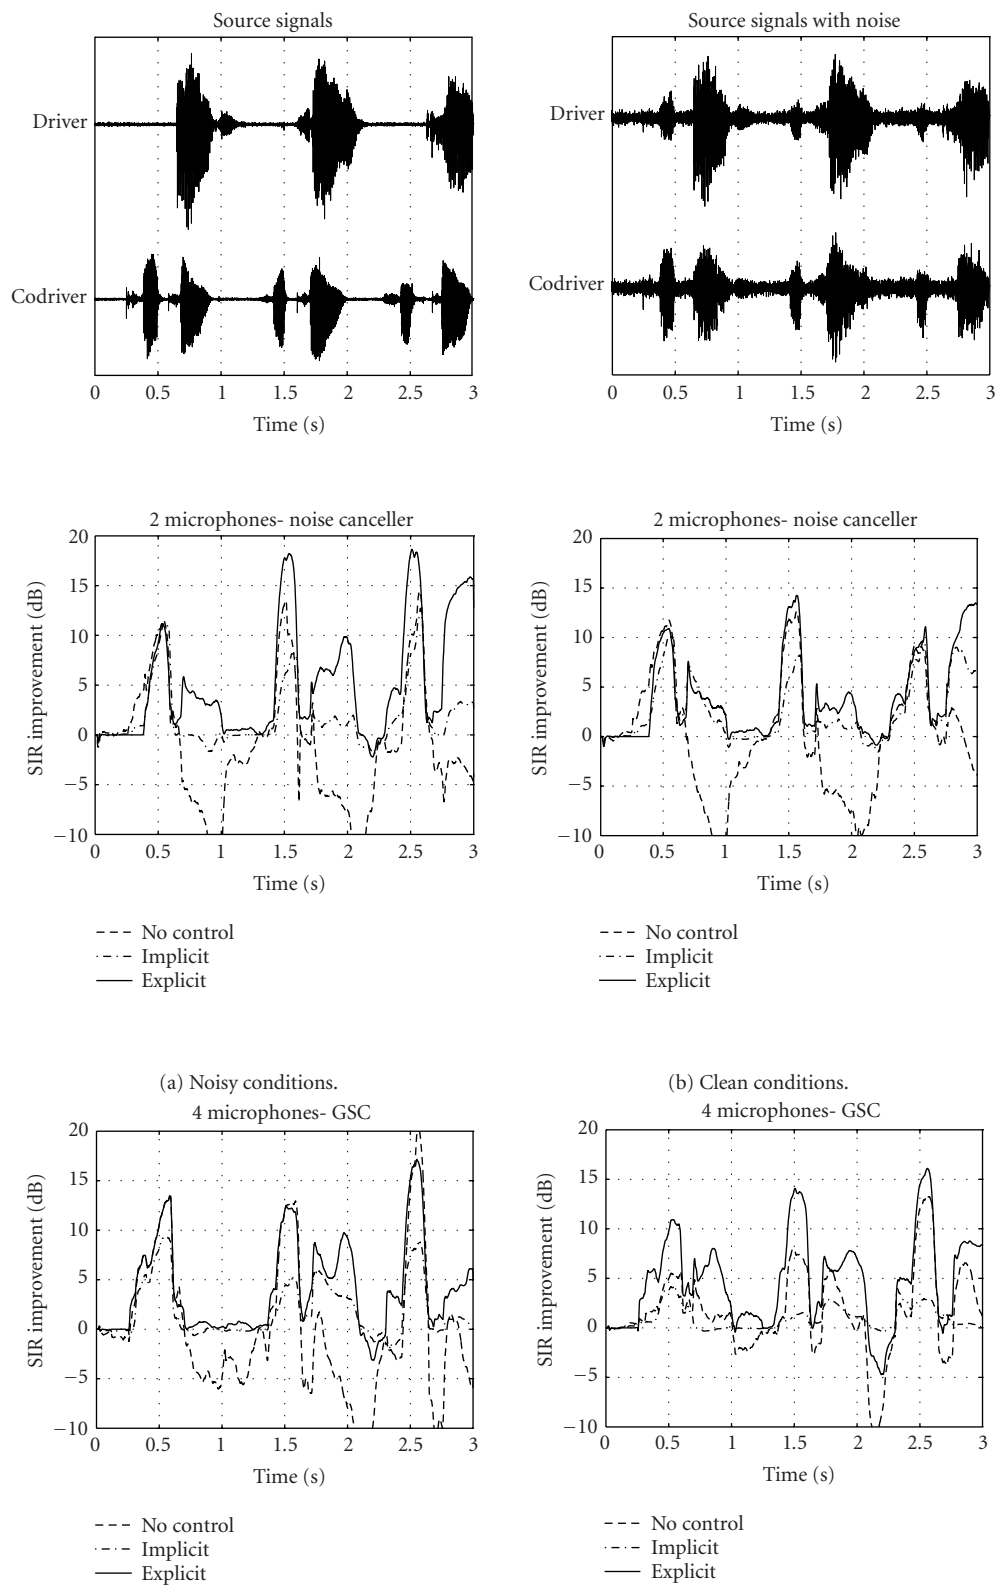 Source signals
Driver
Codriver
0 0.5 1 1.5 2 2.5 3
Time (s)
Source signals with noise
Driver
Codriver
0 0.5 1 1.5 2 2.5 3
Time (s)
2 microphones- noise canceller
SIR improvement (dB)
20
15
10
5
0
−5
−10
0 0.5 1 1.5 2 2.5 3
Time (s)
No control
Implicit
Explicit
2 microphones- noise canceller
SIR improvement (dB)
20
15
10
5
0
−5
−10
0 0.5 1 1.5 2 2.5 3
Time (s)
No control
Implicit
Explicit
(a) Noisy conditions.
(b) Clean conditions.
4 microphones- GSC
SIR improvement (dB)
20
15
10
5
0
−5
−10
0 0.5 1 1.5 2 2.5 3
Time (s)
No control
Implicit
Explicit
4 microphones- GSC
SIR improvement (dB)
20
15
10
5
0
−5
−10
0 0.5 1 1.5 2 2.5 3
Time (s)
No control
Implicit
Explicit